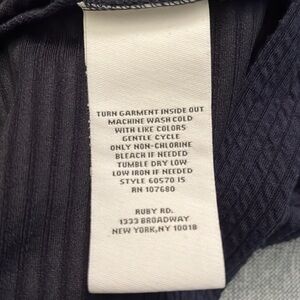 TURN GARMENT INSIDE OUT
MACHINE WASH COLD
WITH LIKE COLORS
GENTLE CYCLE
ONLY NON-CHLORINE
BLEACH IF NEEDED
TUMBLE DRY LOW
LOW IRON IF NEEDED
STYLE 60570 IS
RN 107680
RUBY RD.
1333 BROADWAY
NEW YORK,NY 10018